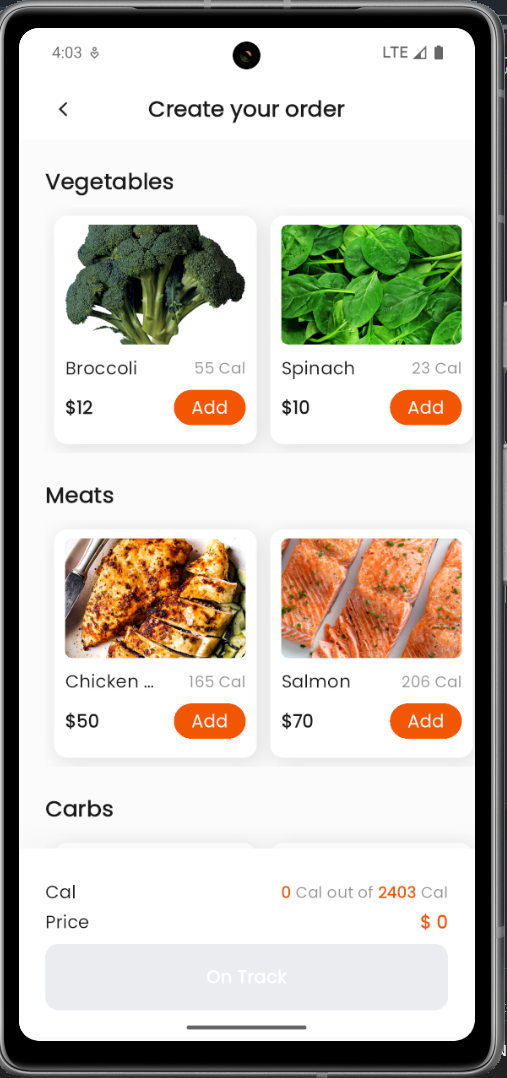 4:03 LTE
Create your order
Vegetables
Broccoli 55 Cal
$12 Add
Spinach 23 Cal
$10 Add
Meats
Chicken ... 165 Cal
$50 Add
Salmon 206 Cal
$70 Add
Carbs
Cal 0 Cal out of 2403 Cal
Price $ 0
On Track